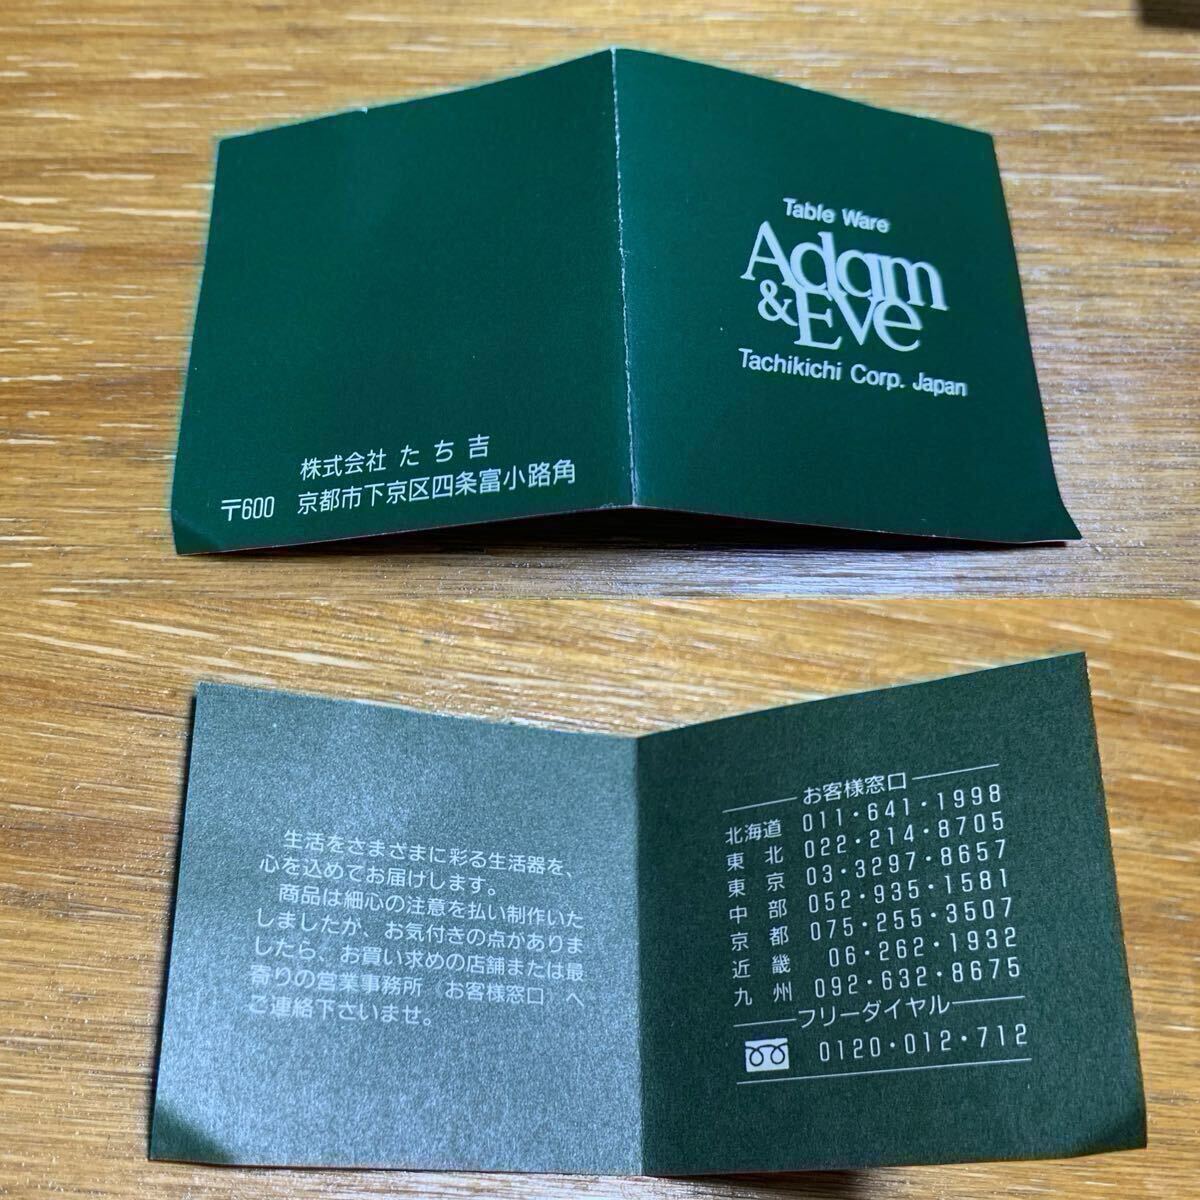 株式会社 たち吉
〒600 京都市下京区四条富小路角
Table Ware
Adam
&Eve
Tachikichi Corp. Japan
生活をさまざまに彩る生活器を、
心を込めてお届けします。
商品は細心の注意を払い制作いた
しましたが、お気付きの点がありま
したら、お買い求めの店舗または最
寄りの営業事務所〈お客様窓口〉へ
ご連絡下さいませ。
お客様窓口
北海道 011・641・1998
東北 022・214・8705
東京 03・3297・8657
中部 052・935・1581
京都 075・255・3507
近畿 06・262・1932
九州 092・632・8675
フリーダイヤル
0120・012・712